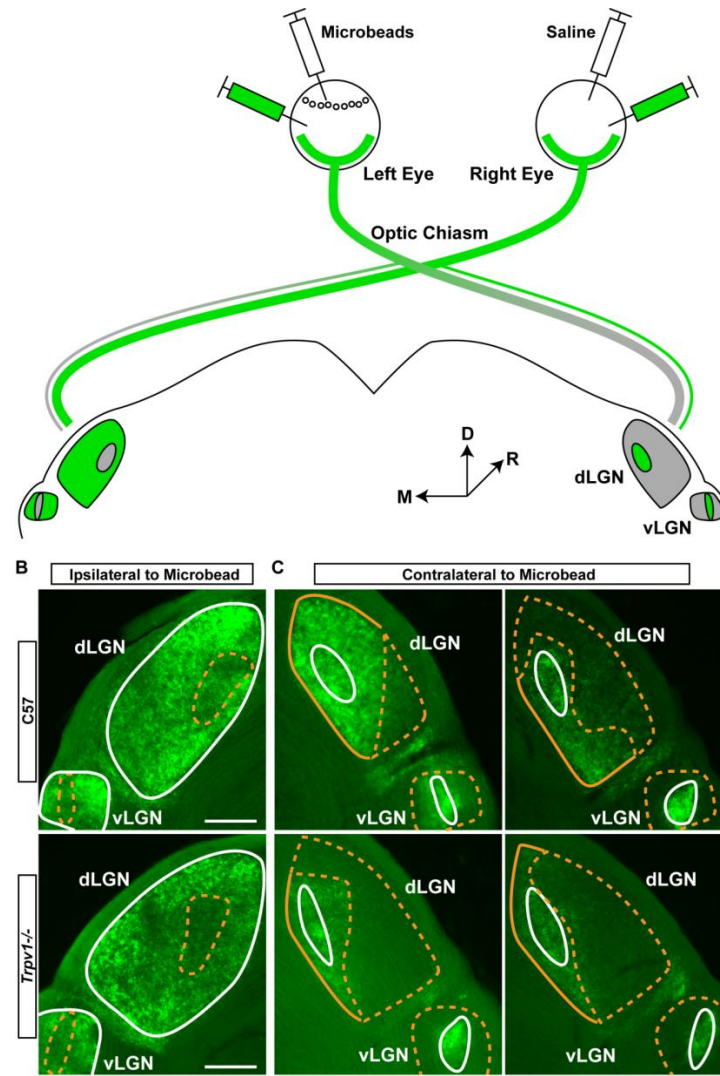 Microbeads
Saline
Left Eye
Right Eye
Optic Chiasm
D
R
M
dLGN
vLGN
B
Ipsilateral to Microbead
C
Contralateral to Microbead
C57
dLGN
vLGN
dLGN
vLGN
dLGN
vLGN
Trpv1-/-
dLGN
vLGN
dLGN
vLGN
dLGN
vLGN